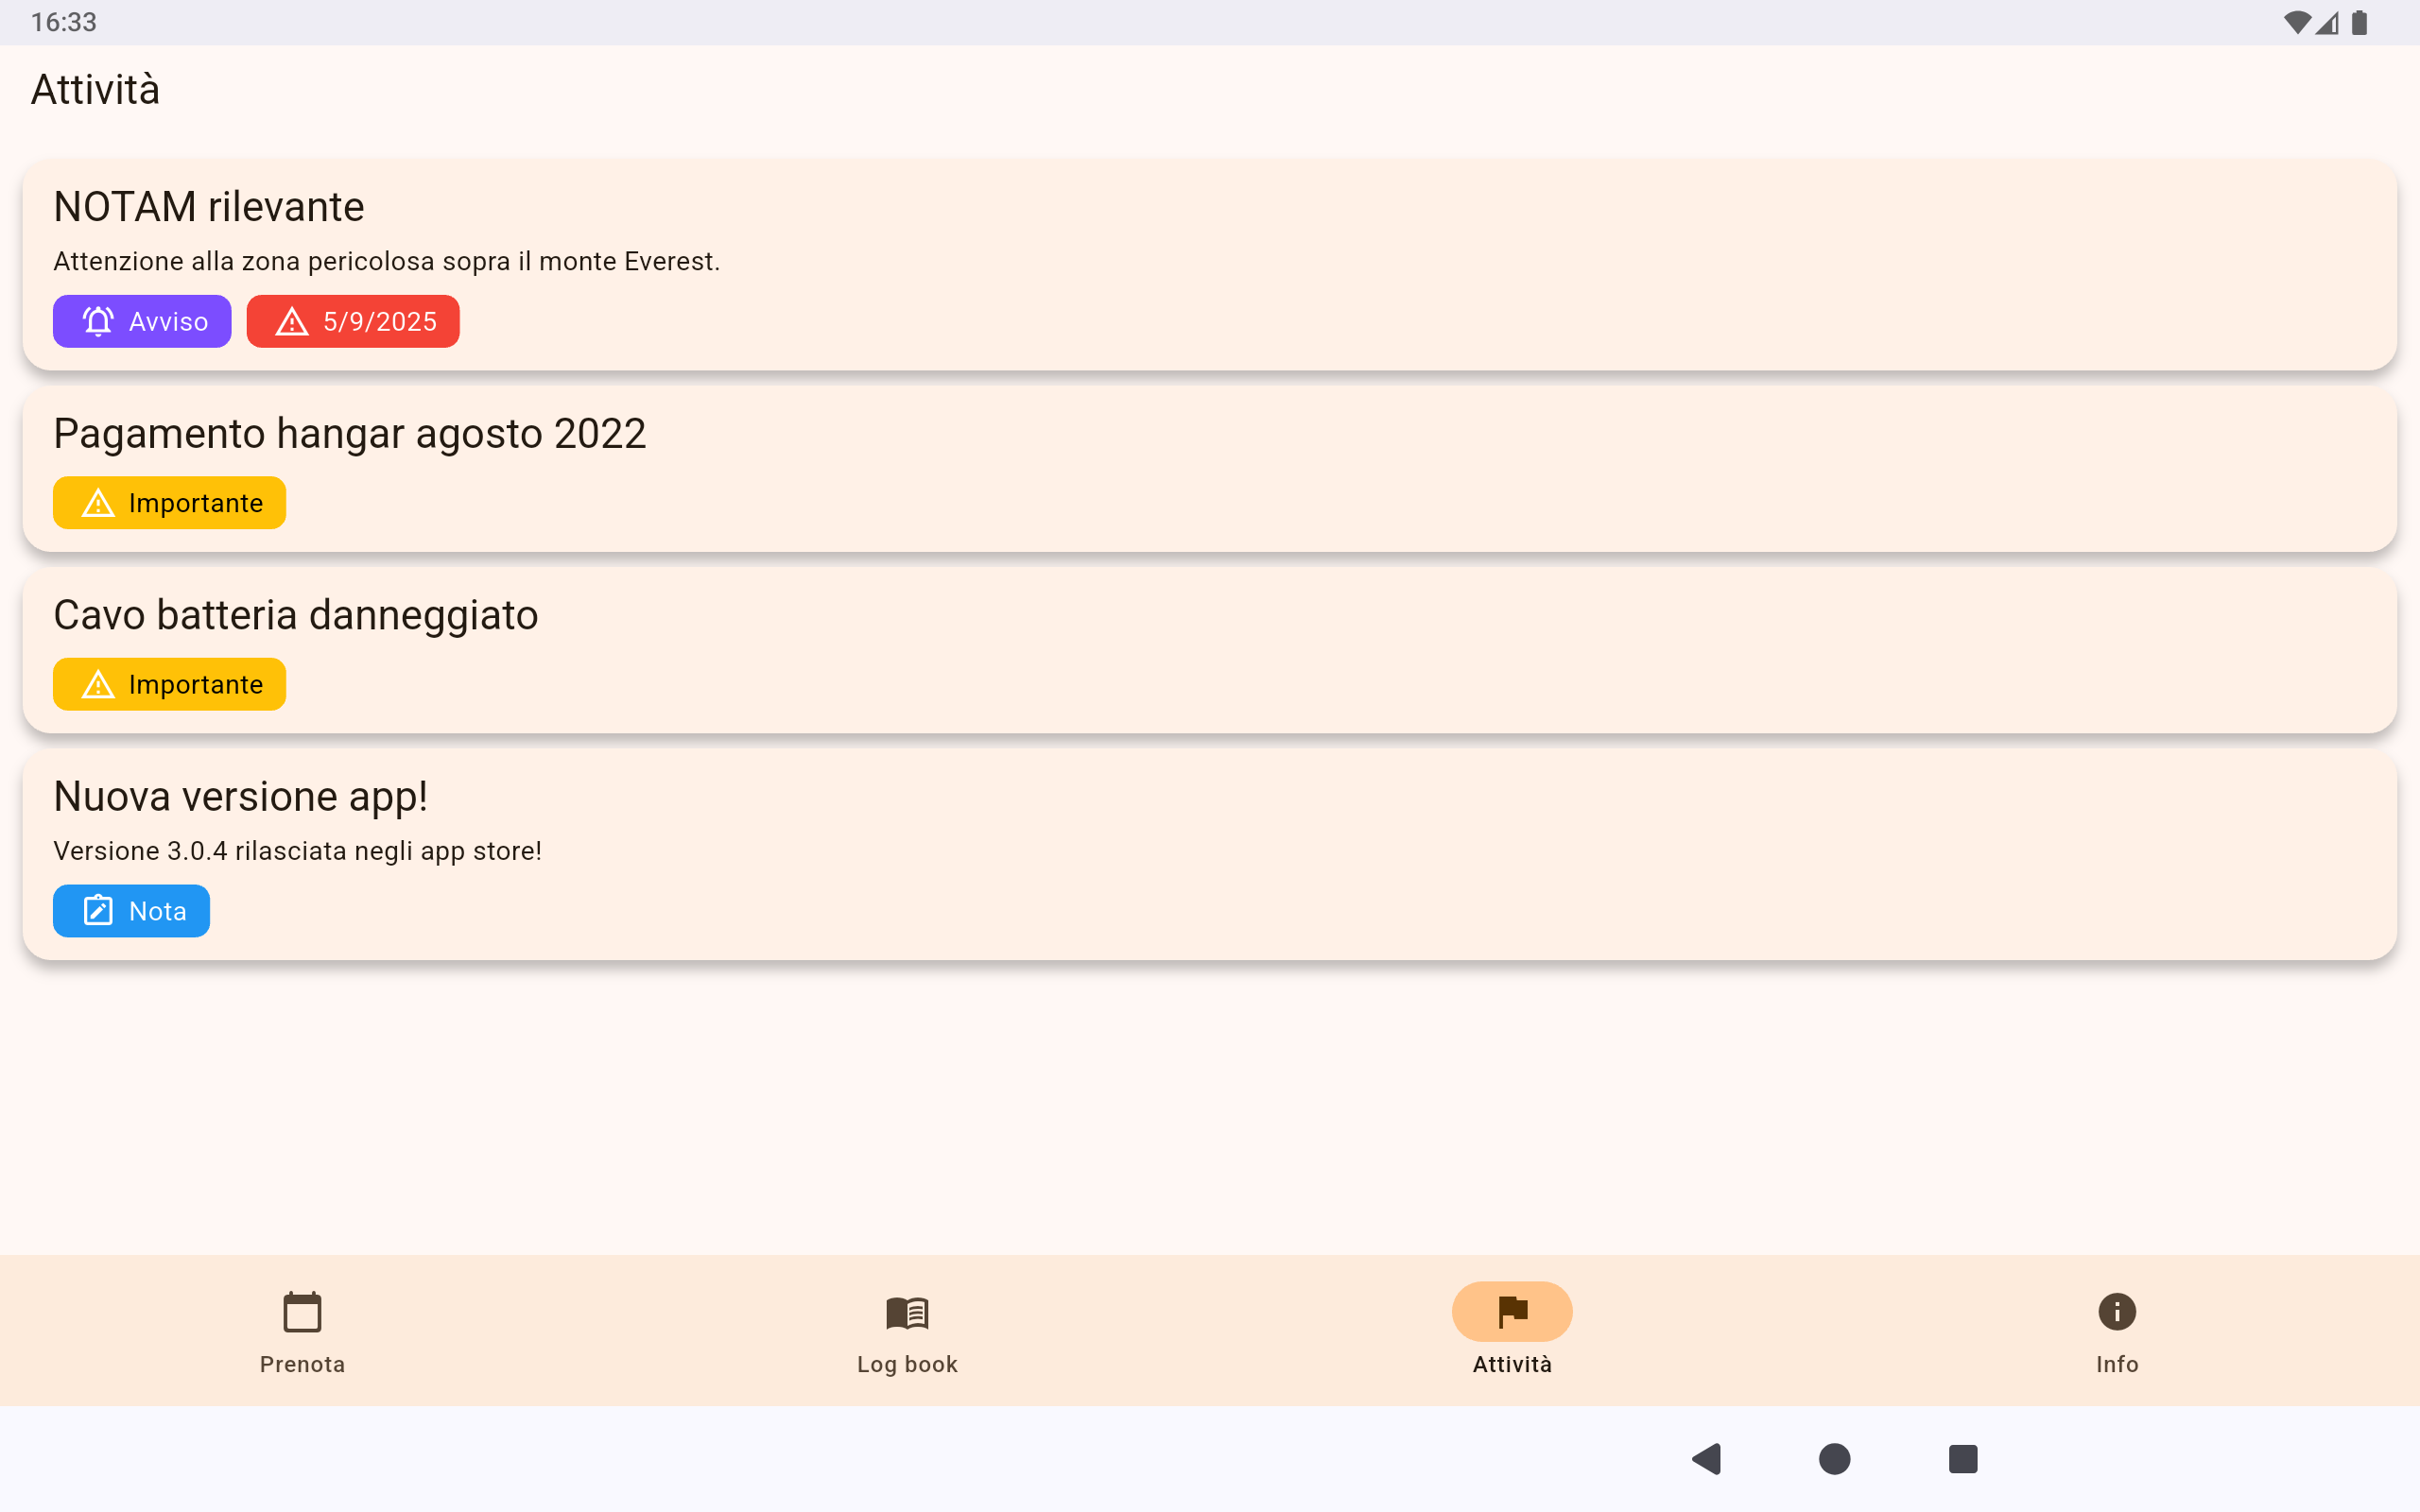 16:33
Attività
NOTAM rilevante
Attenzione alla zona pericolosa sopra il monte Everest.
Avviso 5/9/2025
Pagamento hangar agosto 2022
Importante
Cavo batteria danneggiato
Importante
Nuova versione app!
Versione 3.0.4 rilasciata negli app store!
Nota
Prenota Log book Attività Info